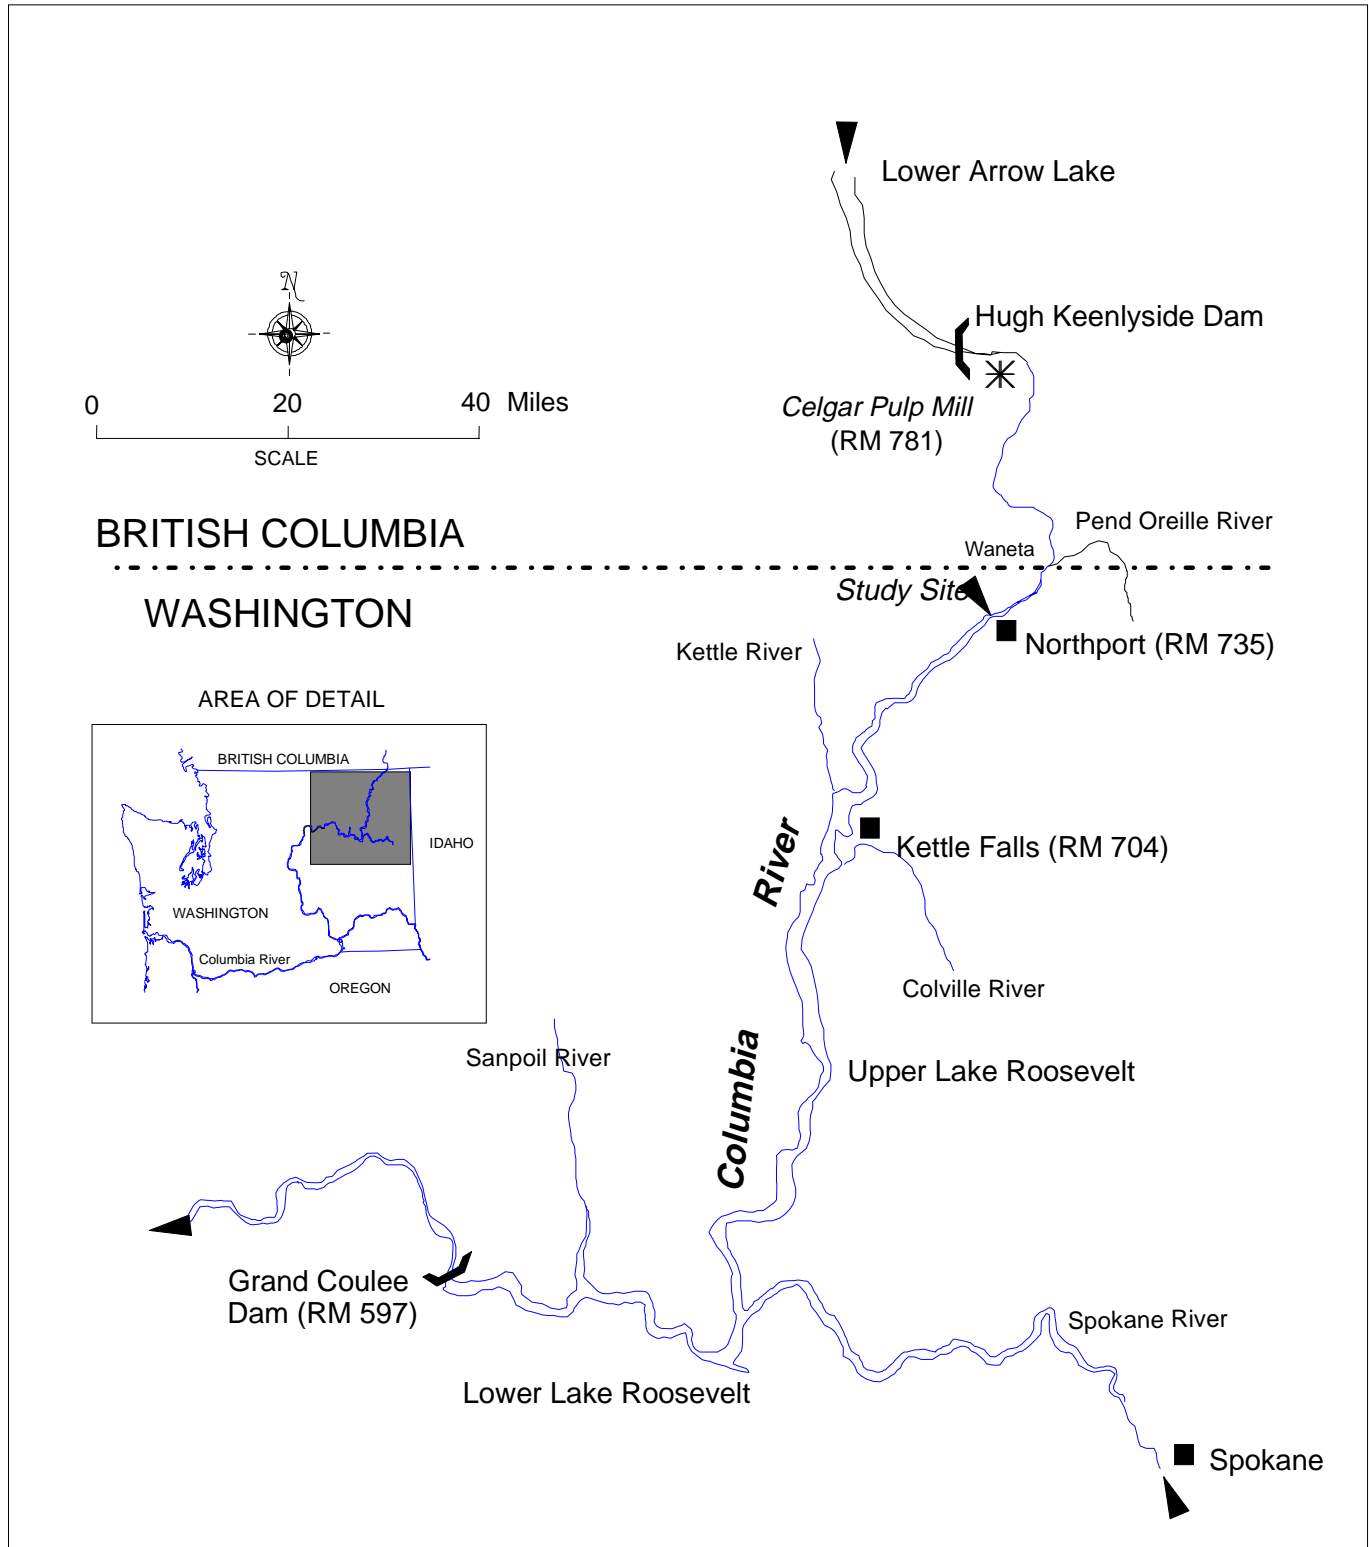 Lower Arrow Lake
N
Hugh Keenlyside Dam
0 20 40 Miles
SCALE
Celgar Pulp Mill
(RM 781)
Pend Oreille River
BRITISH COLUMBIA
Waneta
Study Site
WASHINGTON
Northport (RM 735)
Kettle River
AREA OF DETAIL
BRITISH COLUMBIA
IDAHO
WASHINGTON
Columbia River
OREGON
Kettle Falls (RM 704)
Columbia River
Colville River
Sanpoil River
Upper Lake Roosevelt
Grand Coulee
Dam (RM 597)
Spokane River
Lower Lake Roosevelt
Spokane